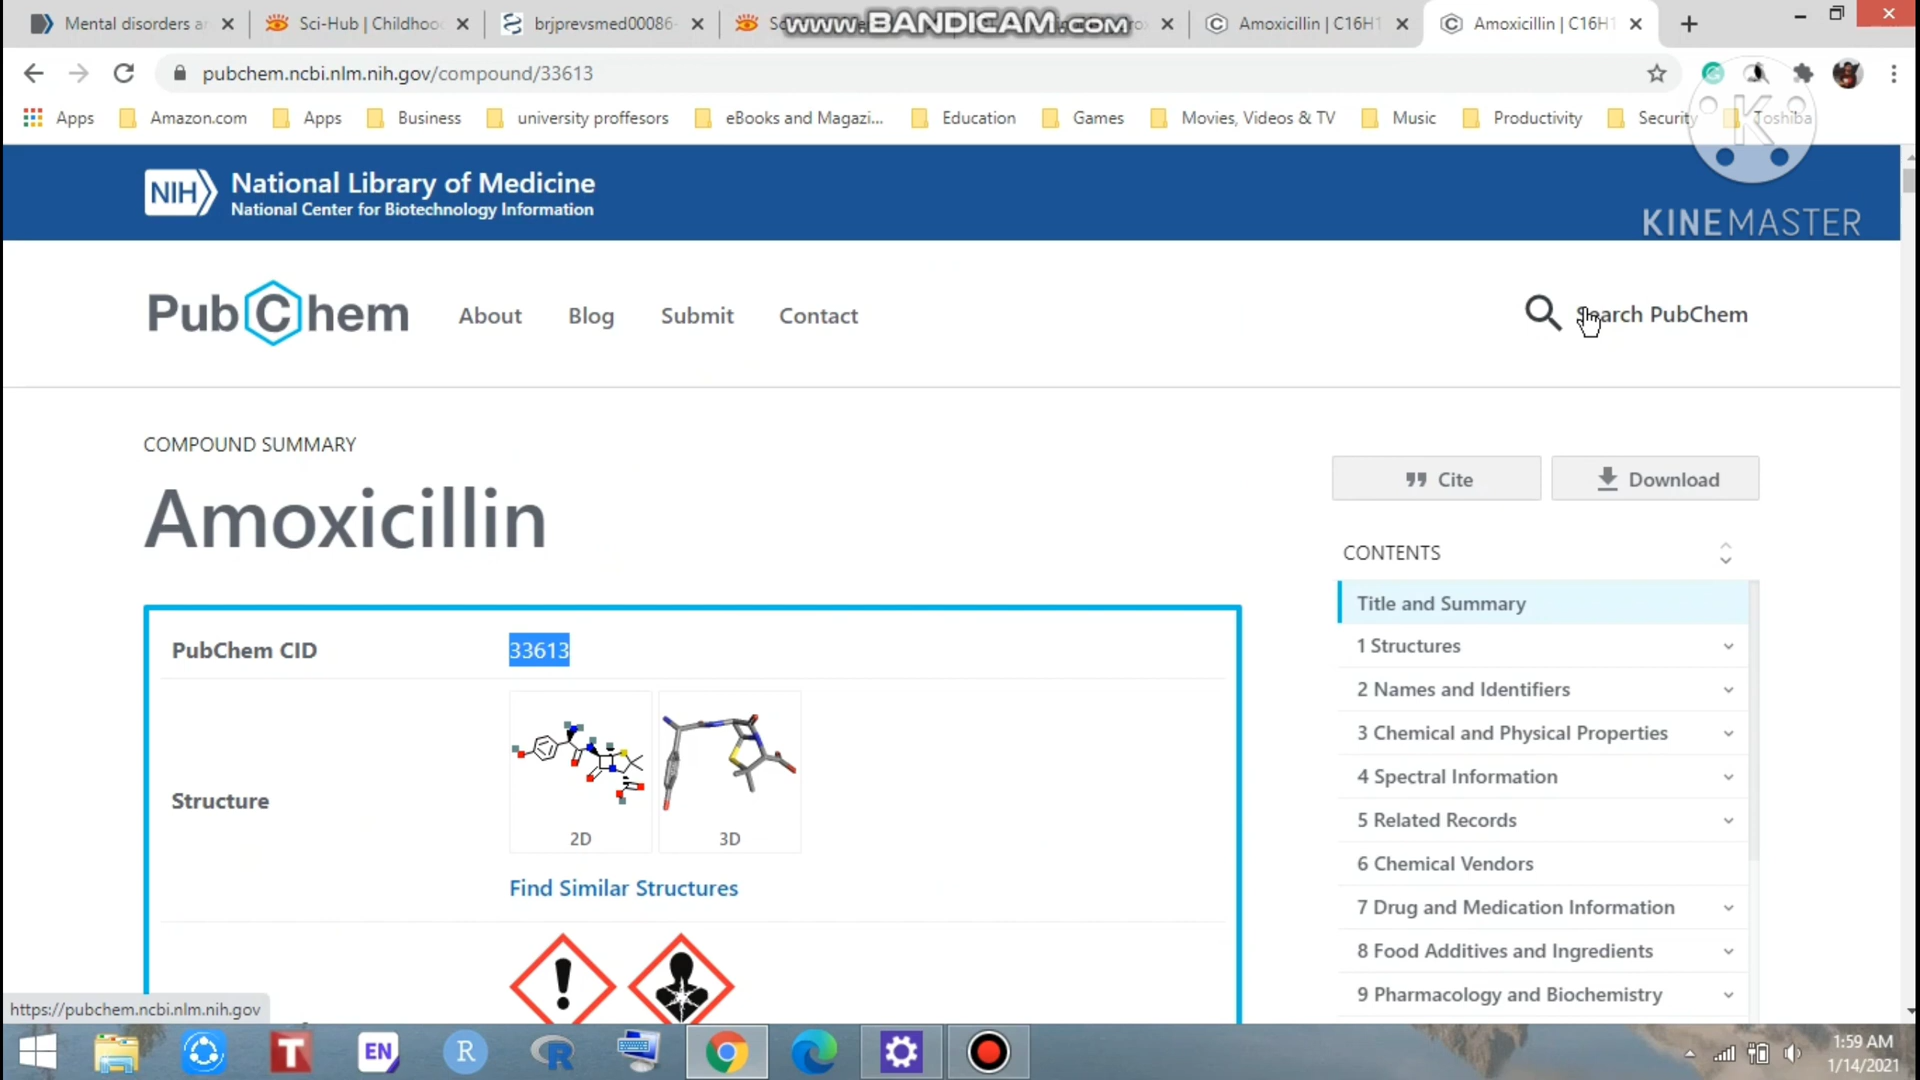 Mental disorders a
Sci-Hub | Childhoo
brjprevsmed00086-
www.BANDICAM.com
Amoxicillin | C16H1
Amoxicillin | C16H1
pubchem.ncbi.nlm.nih.gov/compound/33613
Apps
Amazon.com
Apps
Business
university proffesors
eBooks and Magazi...
Education
Games
Movies, Videos & TV
Music
Productivity
Security
Toshiba
NIH
National Library of Medicine
National Center for Biotechnology Information
KINEMASTER
PubChem
About
Blog
Submit
Contact
Search PubChem
COMPOUND SUMMARY
Amoxicillin
Cite
Download
PubChem CID
33613
Structure
2D
3D
Find Similar Structures
CONTENTS
Title and Summary
1 Structures
2 Names and Identifiers
3 Chemical and Physical Properties
4 Spectral Information
5 Related Records
6 Chemical Vendors
7 Drug and Medication Information
8 Food Additives and Ingredients
9 Pharmacology and Biochemistry
https://pubchem.ncbi.nlm.nih.gov
T
EN
R
R
1:59 AM
1/14/2021